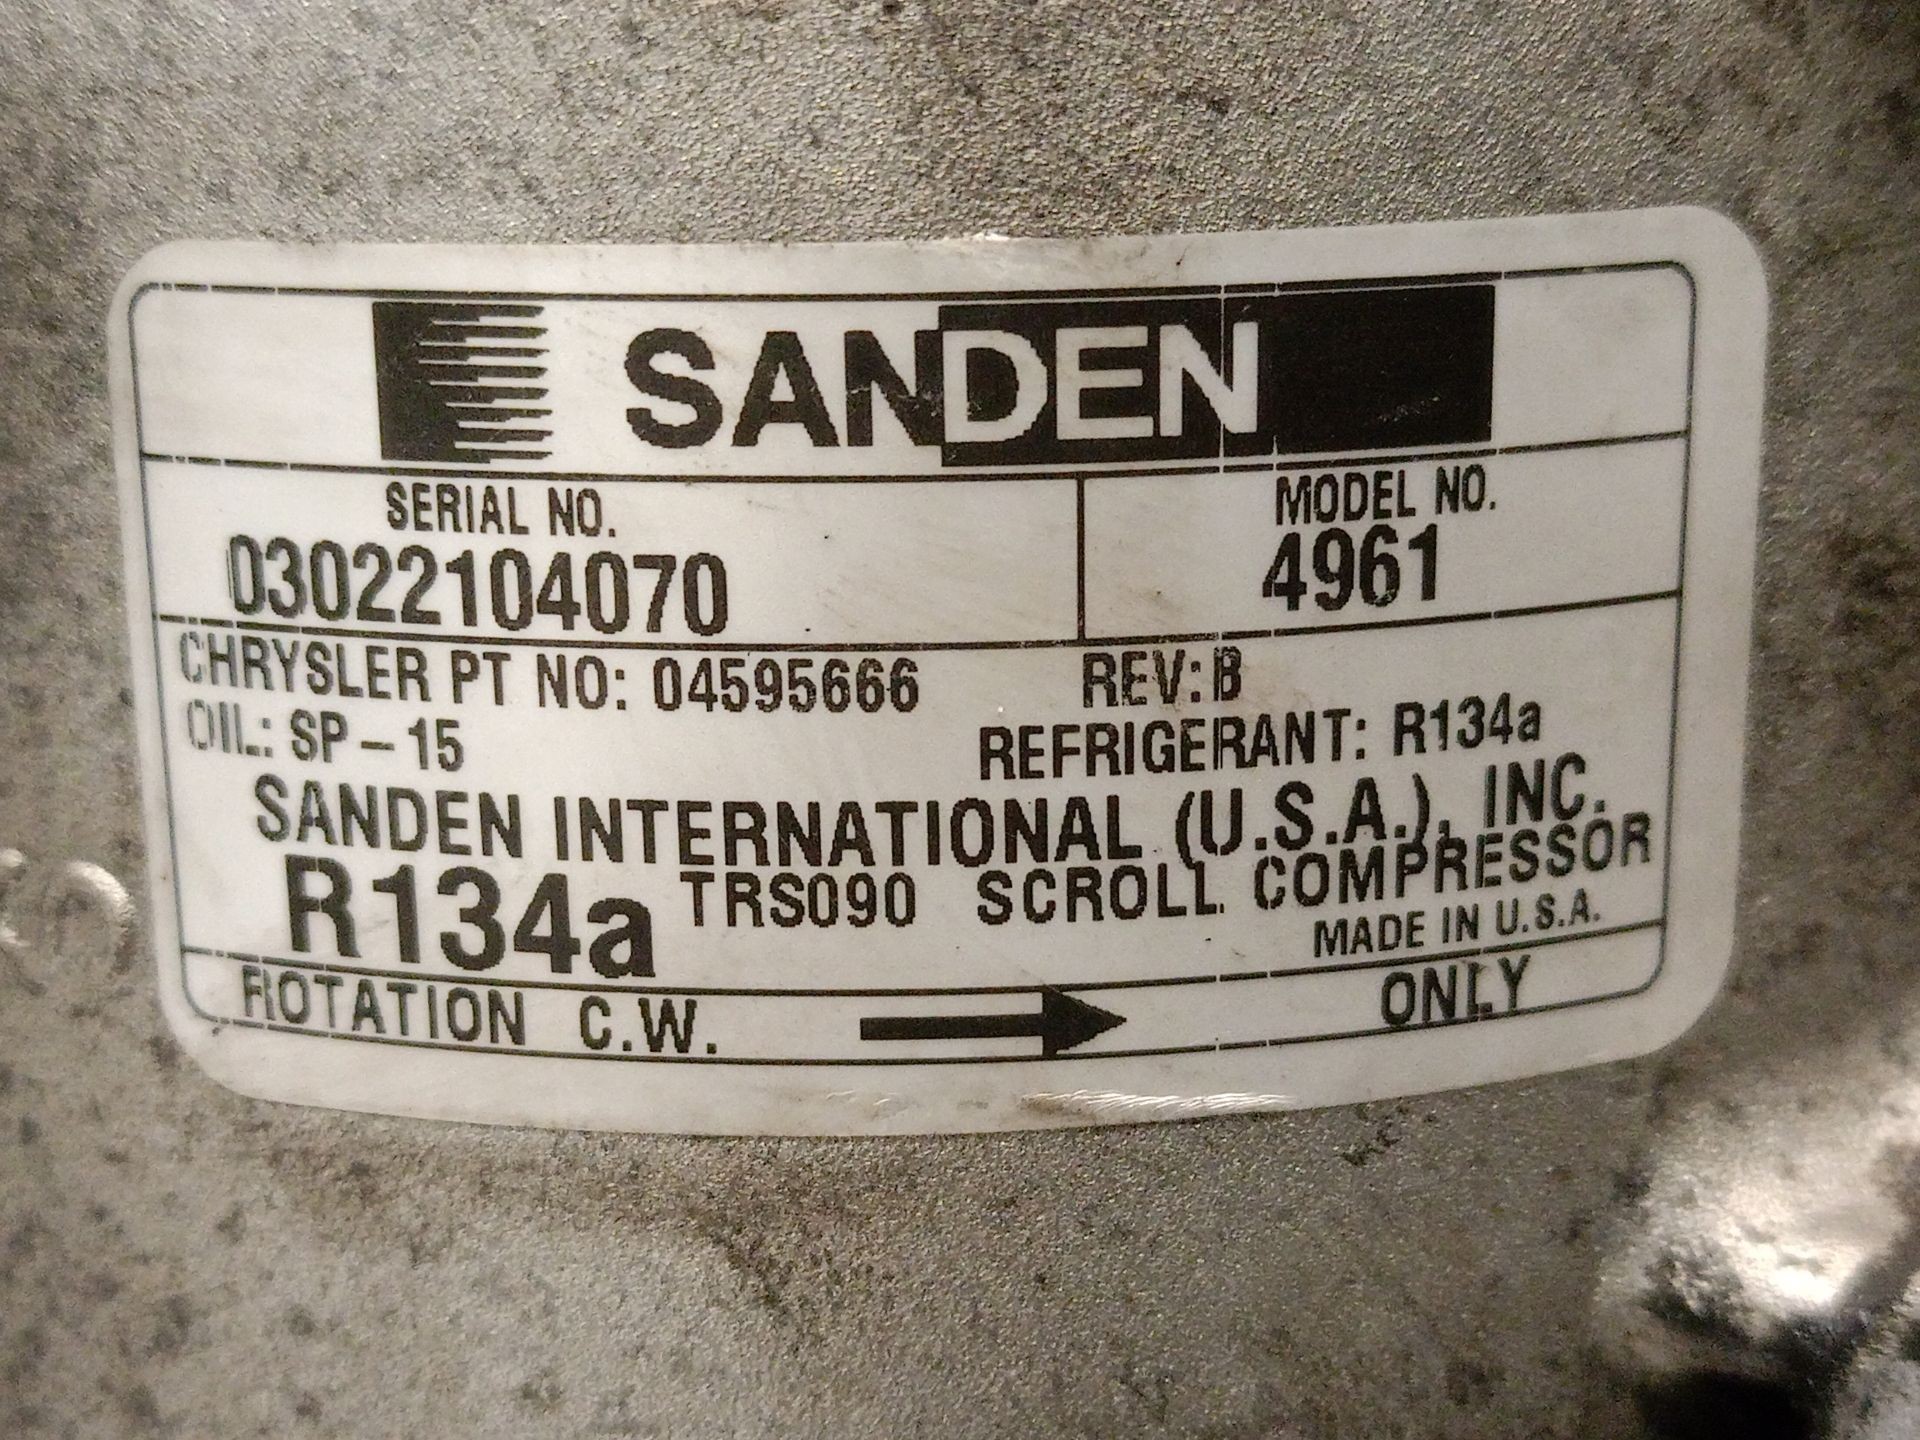 SANDEN
SERIAL NO. MODEL NO.
03022104070 4961
CHRYSLER PT NO: 04595666 REV: B
OIL: SP-15 REFRIGERANT: R134a
SANDEN INTERNATIONAL (U.S.A.), INC.
R134a TRS090 SCROLL COMPRESSOR
MADE IN U.S.A.
ROTATION C.W. ONLY